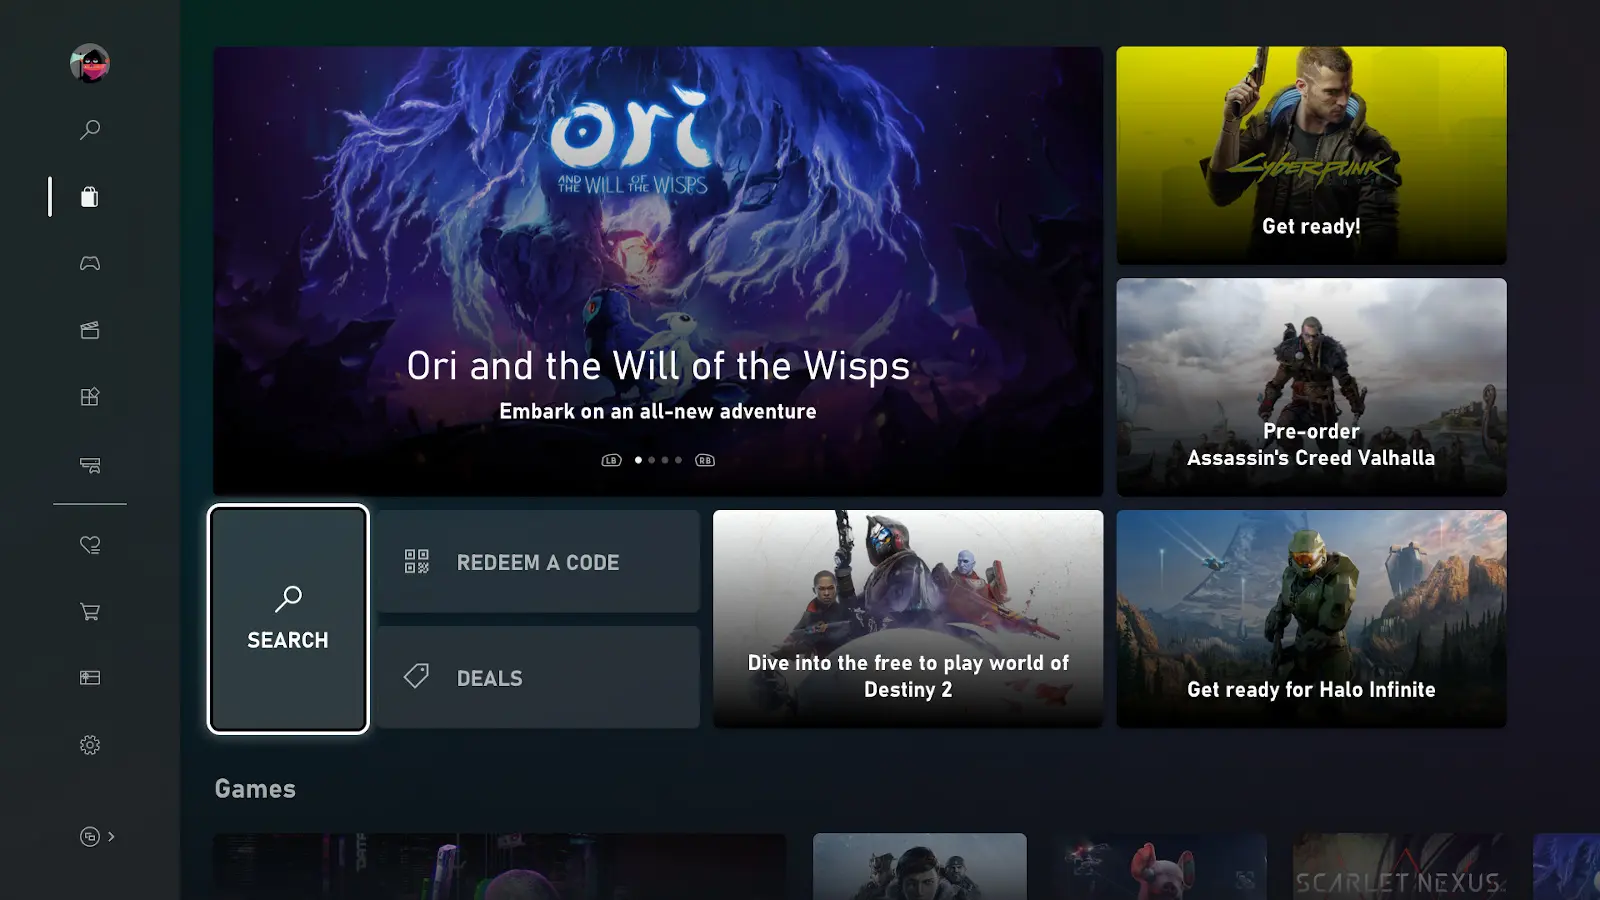 ori
AND THE WILL OF THE WISPS
Ori and the Will of the Wisps
Embark on an all-new adventure
LB
RB
CYBERPUNK
Get ready!
Pre-order
Assassin's Creed Valhalla
SEARCH
REDEEM A CODE
DEALS
Dive into the free to play world of
Destiny 2
Get ready for Halo Infinite
Games
SCARLET NEXUS